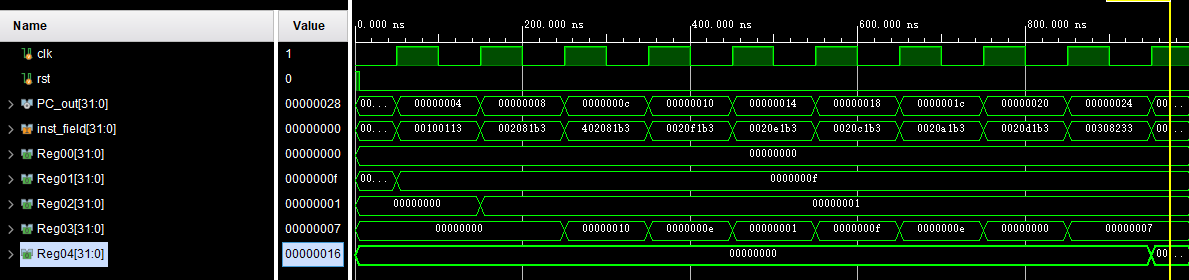 Name Value 0.000 ns 200.000 ns 400.000 ns 600.000 ns 800.000 ns
clk 1
rst 0
PC_out[31:0] 00000028 00... 00000004 00000008 0000000c 00000010 00000014 00000018 0000001c 00000020 00000024 00...
inst_field[31:0] 00000000 00... 00100113 002081b3 402081b3 0020f1b3 0020e1b3 0020c1b3 0020a1b3 0020d1b3 00308233 00...
Reg00[31:0] 00000000 00000000
Reg01[31:0] 0000000f 00... 0000000f
Reg02[31:0] 00000001 00000000 00000001
Reg03[31:0] 00000007 00000000 00000010 0000000e 00000001 0000000f 0000000e 00000000 00000007
Reg04[31:0] 00000016 00000000 00...